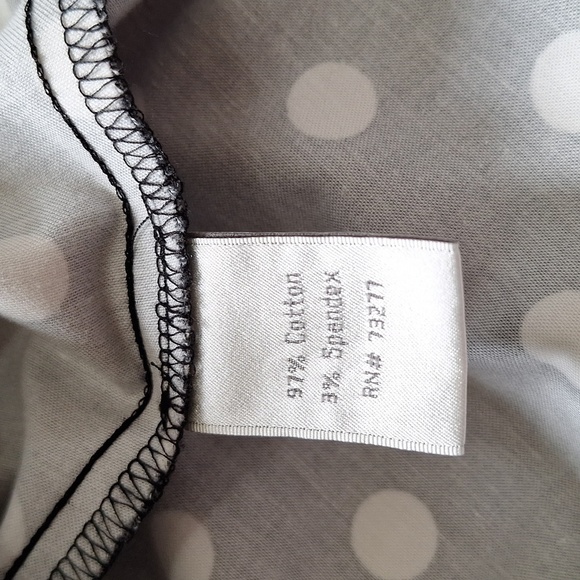 97% Cotton
3% Spandex
RN# 73277